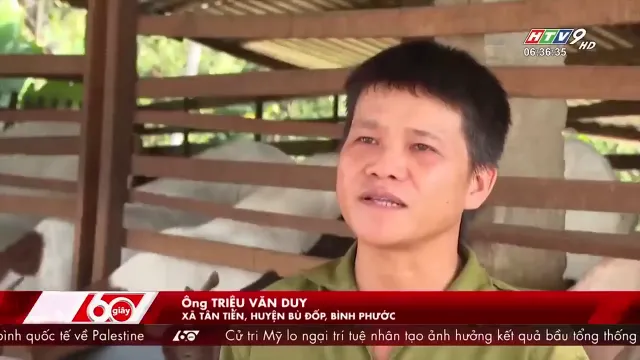 HTV9 HD
06:36:35
60 giây
Ông TRIỆU VĂN DUY
XÃ TÂN TIẾN, HUYỆN BÙ ĐỐP, BÌNH PHƯỚC
bình quốc tế về Palestine
Cử tri Mỹ lo ngại trí tuệ nhân tạo ảnh hưởng kết quả bầu tổng thống